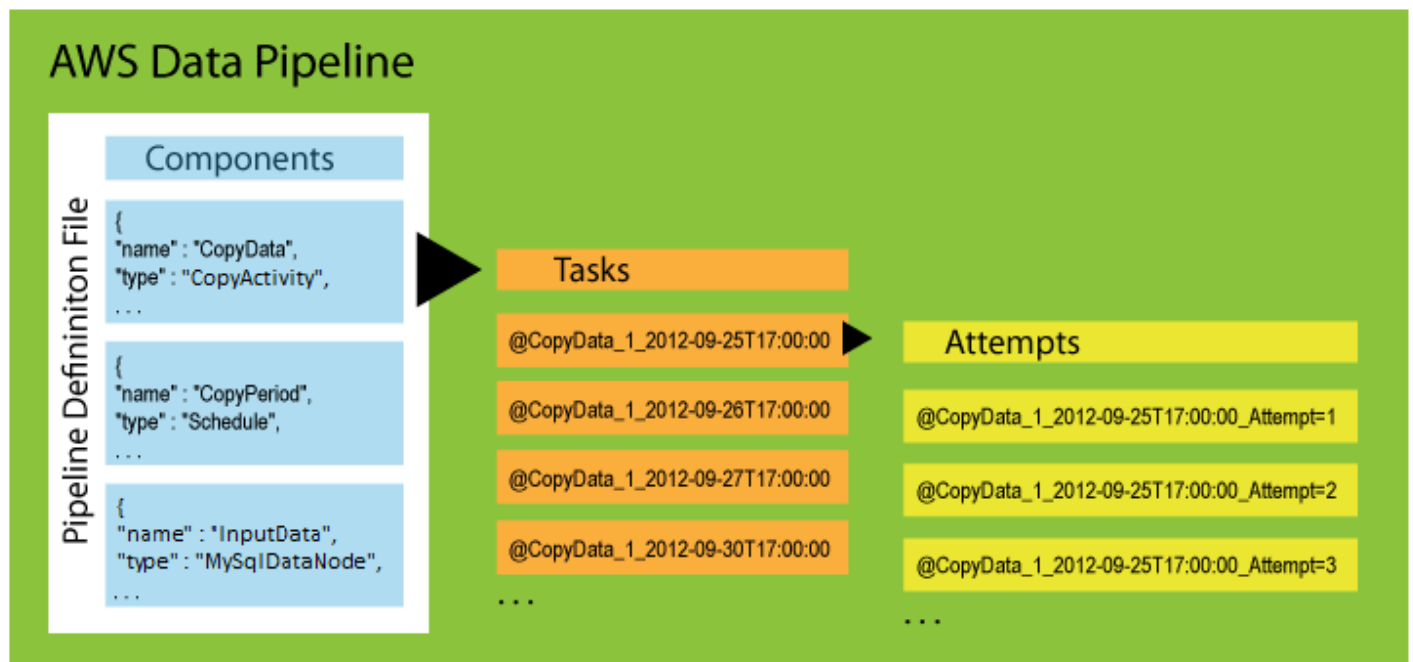 AWS Data Pipeline
Pipeline Defininiton File
Components
{
"name" : "CopyData",
"type" : "CopyActivity",
. . .
{
"name" : "CopyPeriod",
"type" : "Schedule",
. . .
{
"name" : "InputData",
"type" : "MySqlDataNode",
. . .
Tasks
@CopyData_1_2012-09-25T17:00:00
@CopyData_1_2012-09-26T17:00:00
@CopyData_1_2012-09-27T17:00:00
@CopyData_1_2012-09-30T17:00:00
. . .
Attempts
@CopyData_1_2012-09-25T17:00:00_Attempt=1
@CopyData_1_2012-09-25T17:00:00_Attempt=2
@CopyData_1_2012-09-25T17:00:00_Attempt=3
. . .